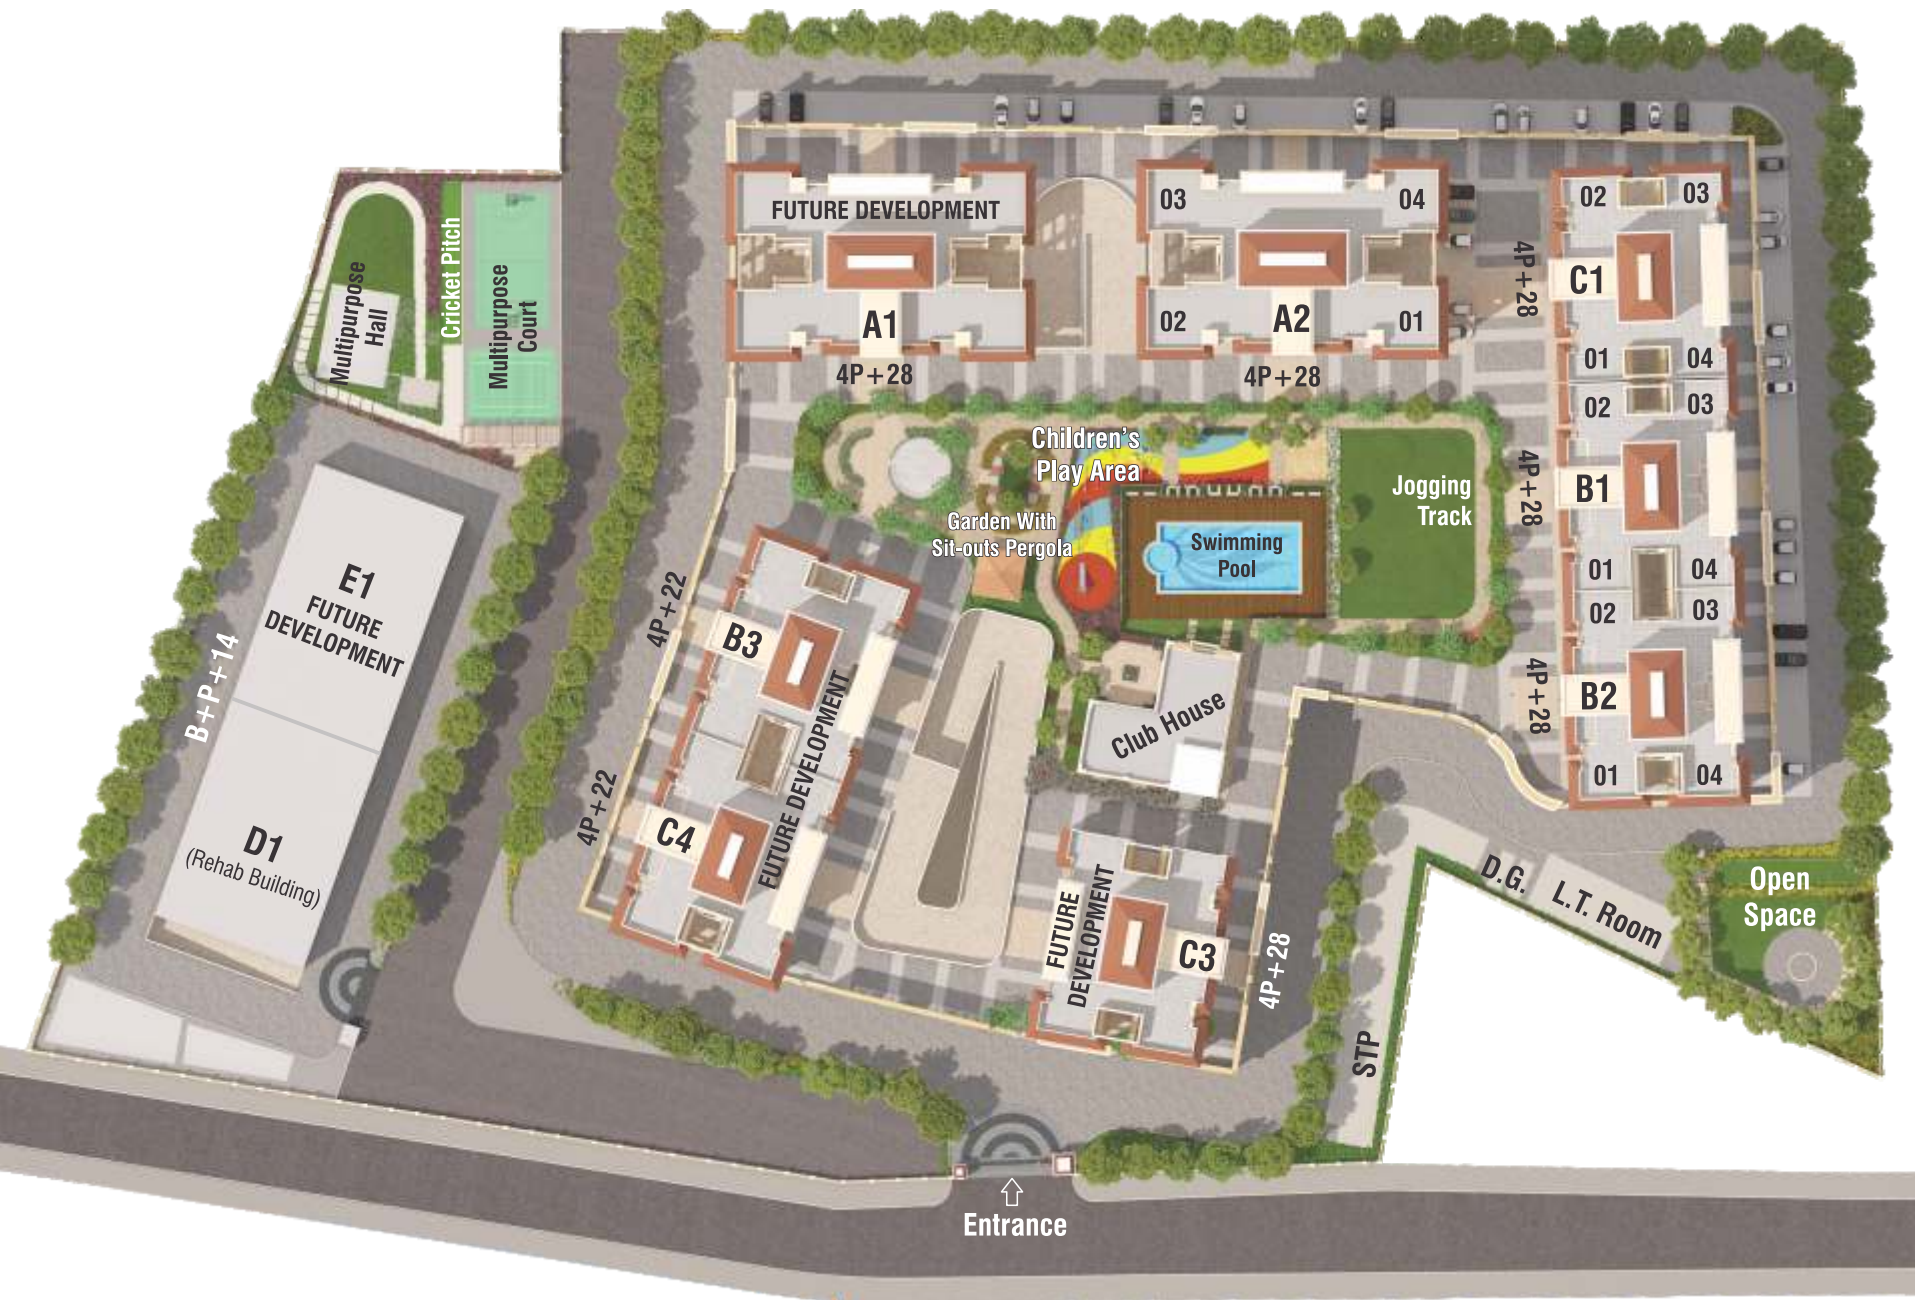 FUTURE DEVELOPMENT
A1
4P+28
03
04
02
A2
01
4P+28
02
03
4P+28
C1
01
04
02
03
4P+28
B1
01
04
02
03
4P+28
B2
01
04
Multipurpose
Hall
Cricket Pitch
Multipurpose
Court
Children's
Play Area
Garden With
Sit-outs Pergola
Swimming
Pool
Jogging
Track
E1
FUTURE
DEVELOPMENT
B+P+14
D1
(Rehab Building)
4P+22
B3
FUTURE DEVELOPMENT
4P+22
C4
Club House
FUTURE
DEVELOPMENT
C3
4P+28
STP
D.G.
L.T. Room
Open
Space
Entrance